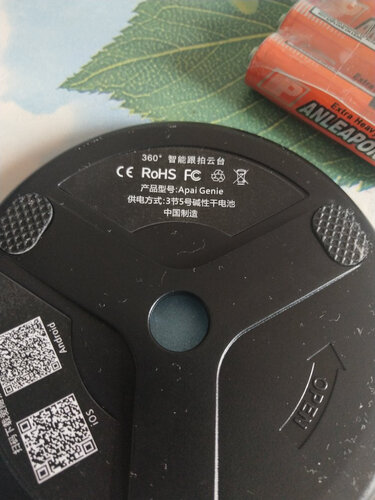 360° 智能跟拍云台
CE RoHS FC
产品型号:Apai Genie
供电方式:3节5号碱性干电池
中国制造
Extra Heavy
ANLEAPON
OPEN
Android
iOS